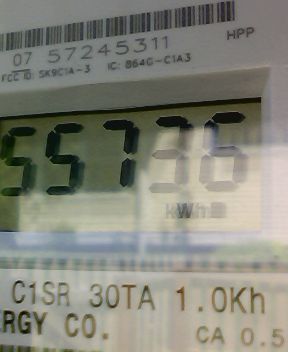 07 57245311
HPP
FCC ID: SK9C1A-3 IC: 864G-C1A3
55736
kWh
C1SR 30TA 1.0Kh
RGY CO.
CA 0.5